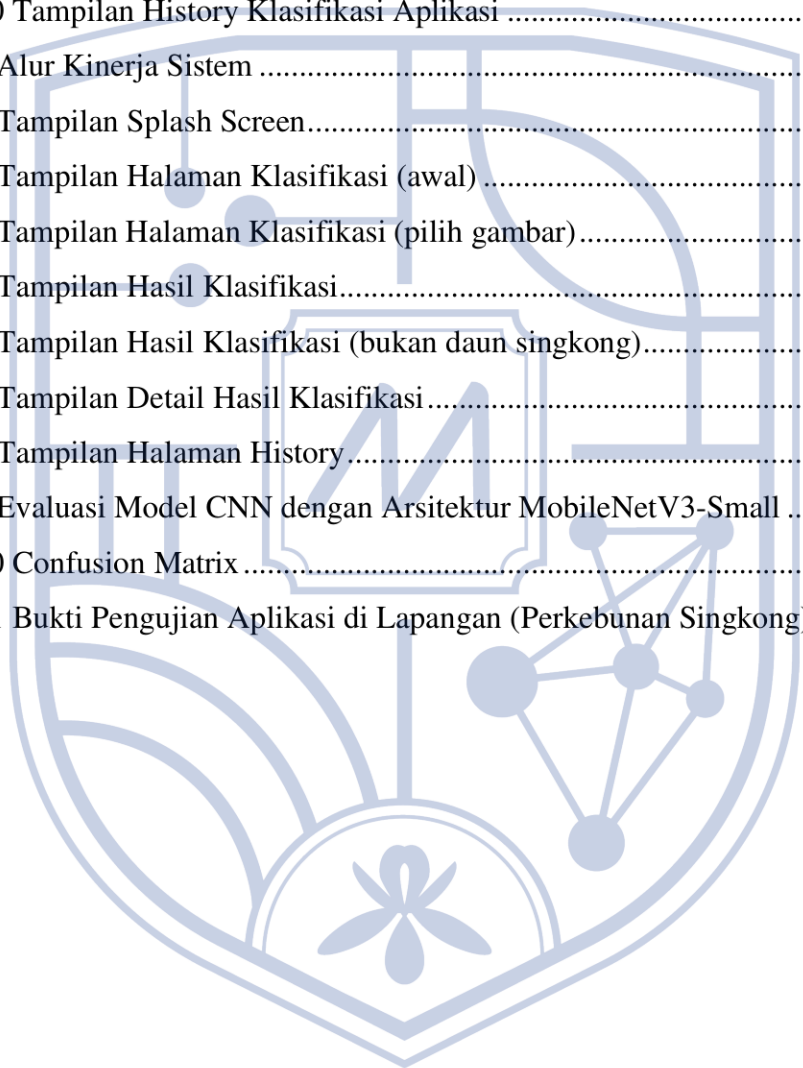 0 Tampilan History Klasifikasi Aplikasi ......................................
Alur Kinerja Sistem ......................................................................
Tampilan Splash Screen................................................................
Tampilan Halaman Klasifikasi (awal) .........................................
Tampilan Halaman Klasifikasi (pilih gambar).............................
Tampilan Hasil Klasifikasi...........................................................
Tampilan Hasil Klasifikasi (bukan daun singkong)....................
Tampilan Detail Hasil Klasifikasi................................................
Tampilan Halaman History..........................................................
Evaluasi Model CNN dengan Arsitektur MobileNetV3-Small ..
0 Confusion Matrix ......................................................................
Bukti Pengujian Aplikasi di Lapangan (Perkebunan Singkong)